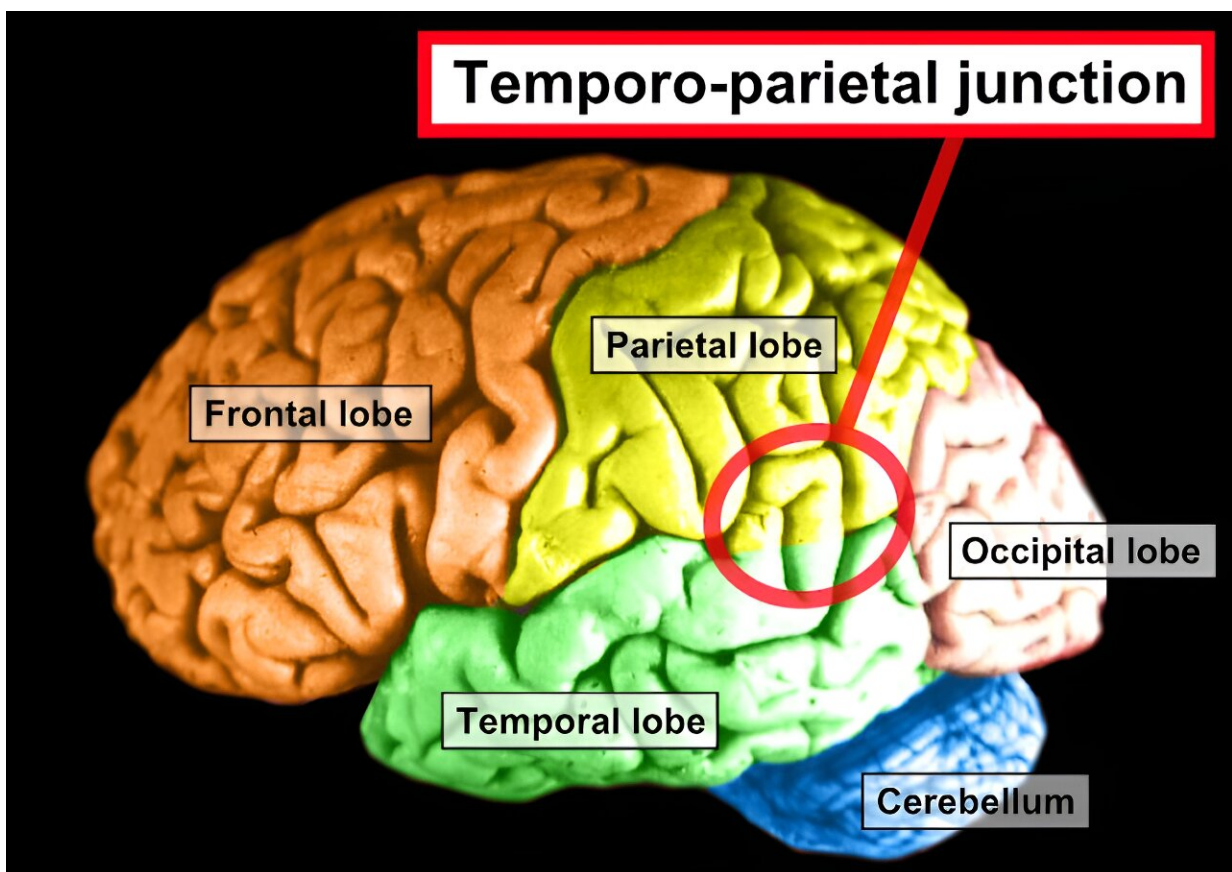 Temporo-parietal junction
Parietal lobe
Frontal lobe
Occipital lobe
Temporal lobe
Cerebellum